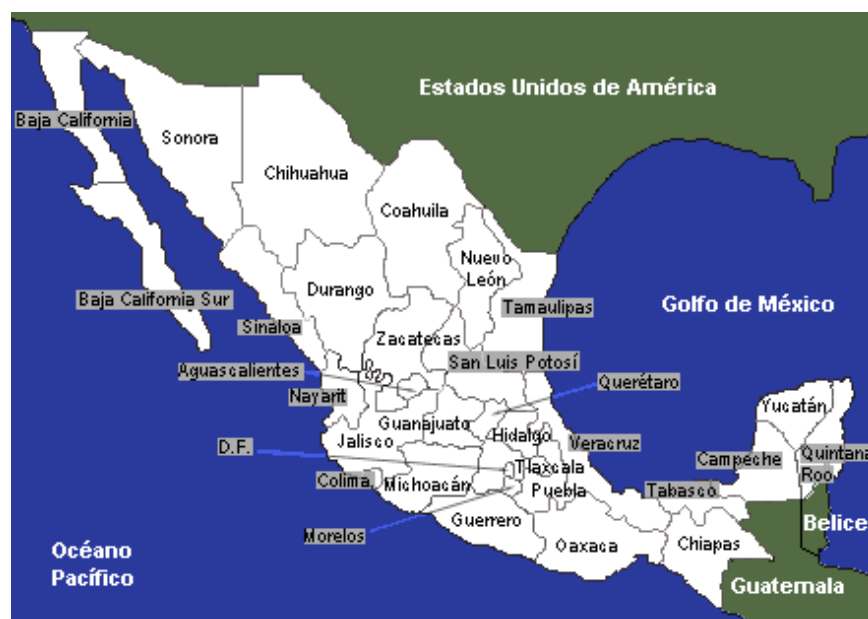 Estados Unidos de América
Baja California
Sonora
Chihuahua
Coahuila
Nuevo
León
Durango
Baja California Sur
Sinaloa
Tamaulipas
Golfo de México
Zacatecas
San Luis Potosí
Aguascalientes
Querétaro
Nayarit
Yucatán
Guanajuato
Hidalgo
Jalisco
D.F.
Veracruz
Campeche
Quintana
Roo
Tlaxcala
Colima
Michoacán
Puebla
Tabasco
Morelos
Guerrero
Belice
Oaxaca
Chiapas
Océano
Pacífico
Guatemala